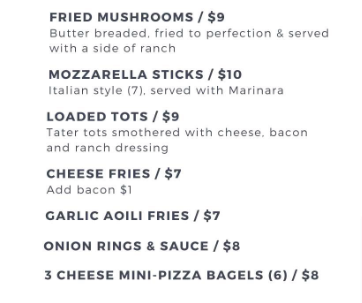 FRIED MUSHROOMS / $9
Butter breaded, fried to perfection & served
with a side of ranch
MOZZARELLA STICKS / $10
Italian style (7), served with Marinara
LOADED TOTS / $9
Tater tots smothered with cheese, bacon
and ranch dressing
CHEESE FRIES / $7
Add bacon $1
GARLIC AOILI FRIES / $7
ONION RINGS & SAUCE / $8
3 CHEESE MINI-PIZZA BAGELS (6) / $8